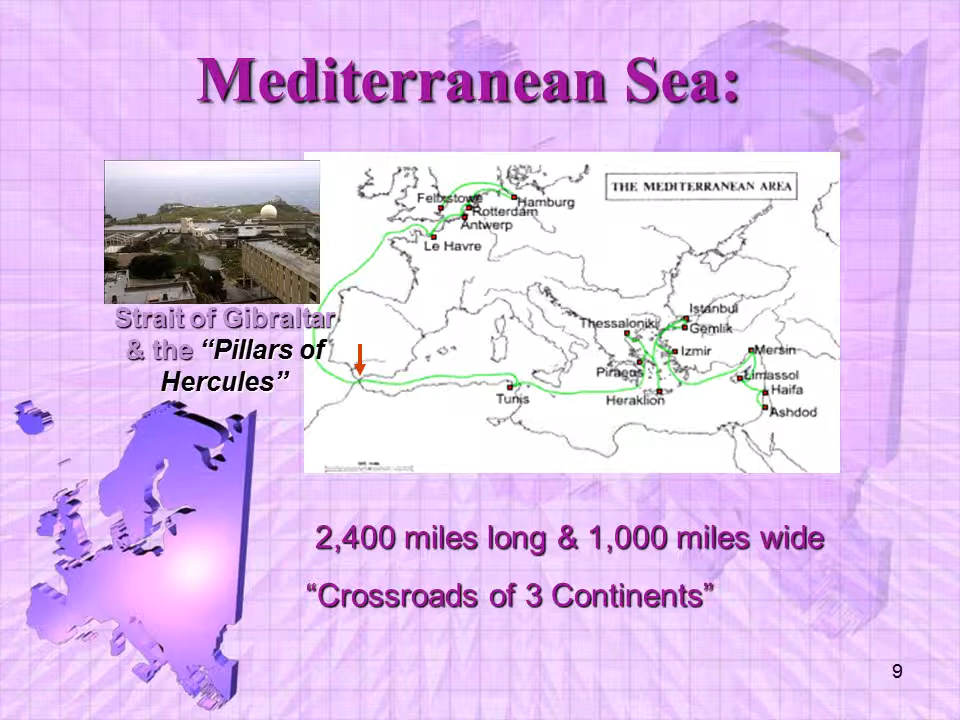 Mediterranean Sea:
THE MEDITERRANEAN AREA
Felixstowe
Hamburg
Rotterdam
Antwerp
Le Havre
Strait of Gibraltar
& the “Pillars of
Hercules”
Istanbul
Thessaloniki
Gemlik
Izmir
Mersin
Piraeus
Limassol
Tunis
Heraklion
Haifa
Ashdod
2,400 miles long & 1,000 miles wide
“Crossroads of 3 Continents”
9